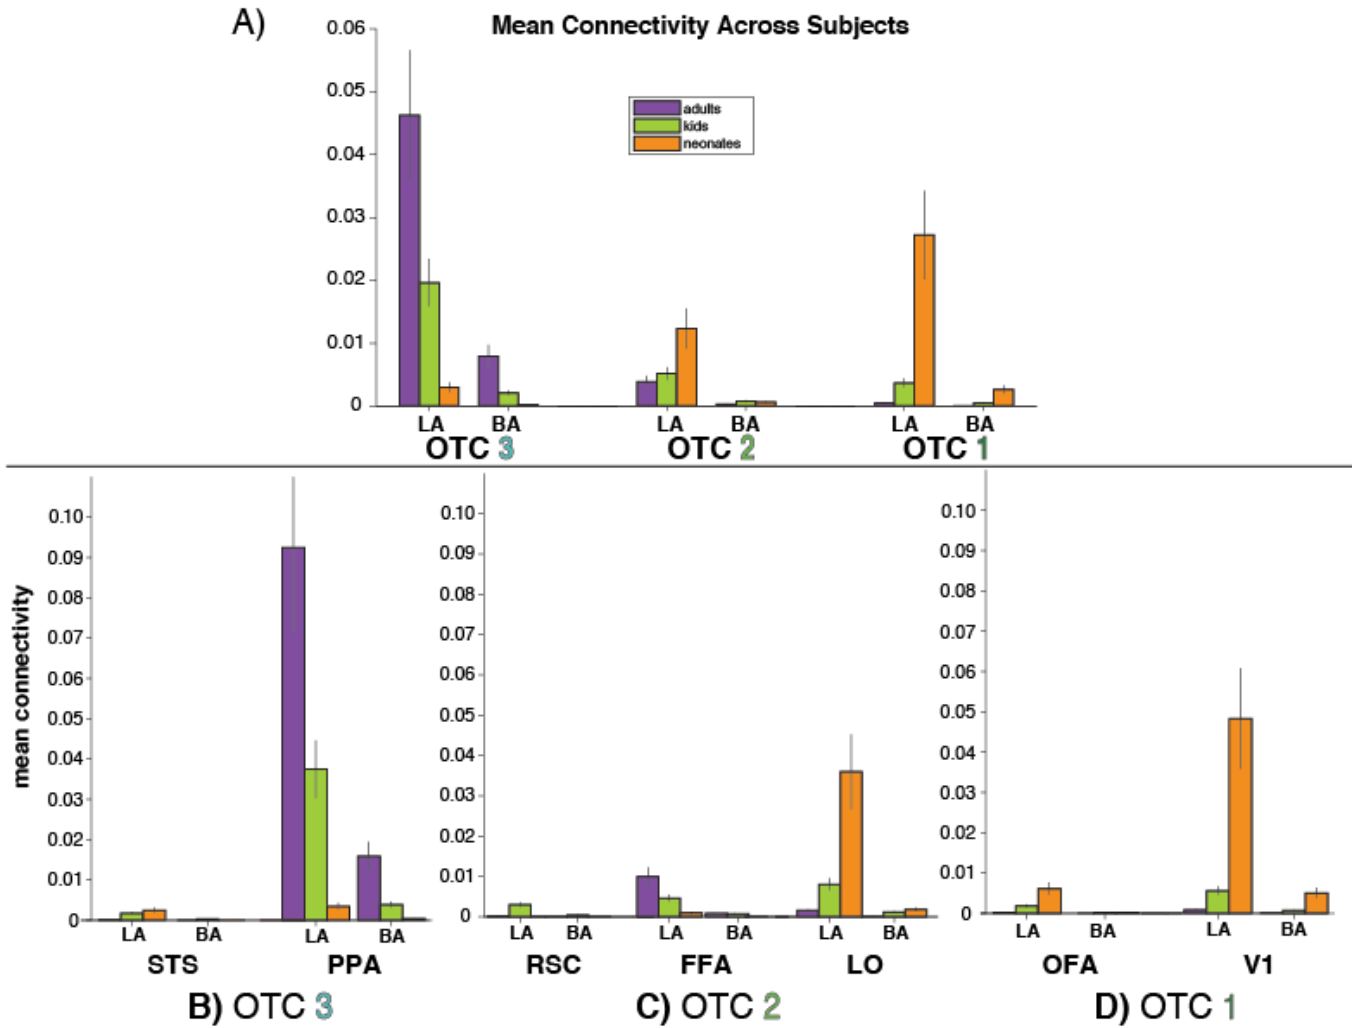 A)
Mean Connectivity Across Subjects
0.06
0.05
0.04
0.03
0.02
0.01
0
adults
kids
neonates
LA BA LA BA LA BA
OTC 3 OTC 2 OTC 1
mean connectivity
0.10
0.09
0.08
0.07
0.06
0.05
0.04
0.03
0.02
0.01
0
LA BA LA BA
STS PPA
B) OTC 3
0.10
0.09
0.08
0.07
0.06
0.05
0.04
0.03
0.02
0.01
0
LA BA LA BA LA BA
RSC FFA LO
C) OTC 2
0.10
0.09
0.08
0.07
0.06
0.05
0.04
0.03
0.02
0.01
0
LA BA LA BA
OFA V1
D) OTC 1